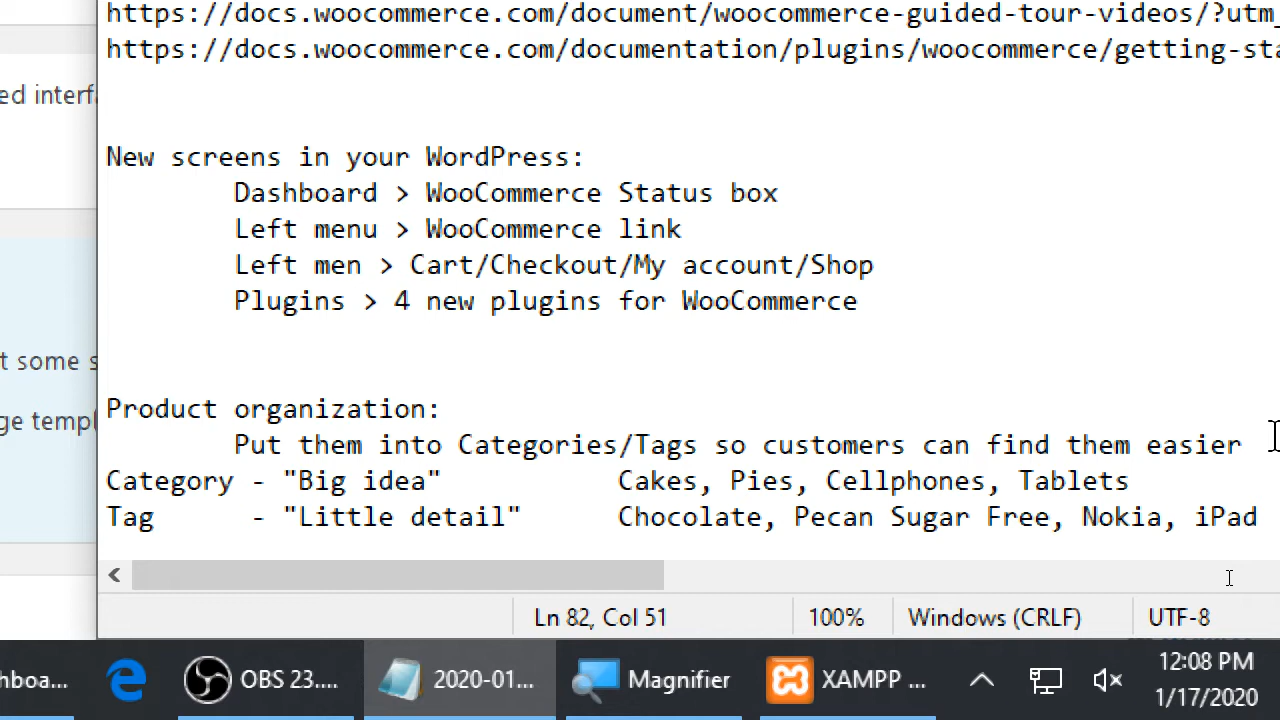 https://docs.woocommerce.com/document/woocommerce-guided-tour-videos/?utm_
https://docs.woocommerce.com/documentation/plugins/woocommerce/getting-sta
ed interfa
New screens in your WordPress:
Dashboard > WooCommerce Status box
Left menu > WooCommerce link
Left men > Cart/Checkout/My account/Shop
Plugins > 4 new plugins for WooCommerce
t some s
ge templ
Product organization:
Put them into Categories/Tags so customers can find them easier
Category - "Big idea" Cakes, Pies, Cellphones, Tablets
Tag - "Little detail" Chocolate, Pecan Sugar Free, Nokia, iPad
Ln 82, Col 51 100% Windows (CRLF) UTF-8
hboa... OBS 23.... 2020-01... Magnifier XAMPP ... 12:08 PM
1/17/2020